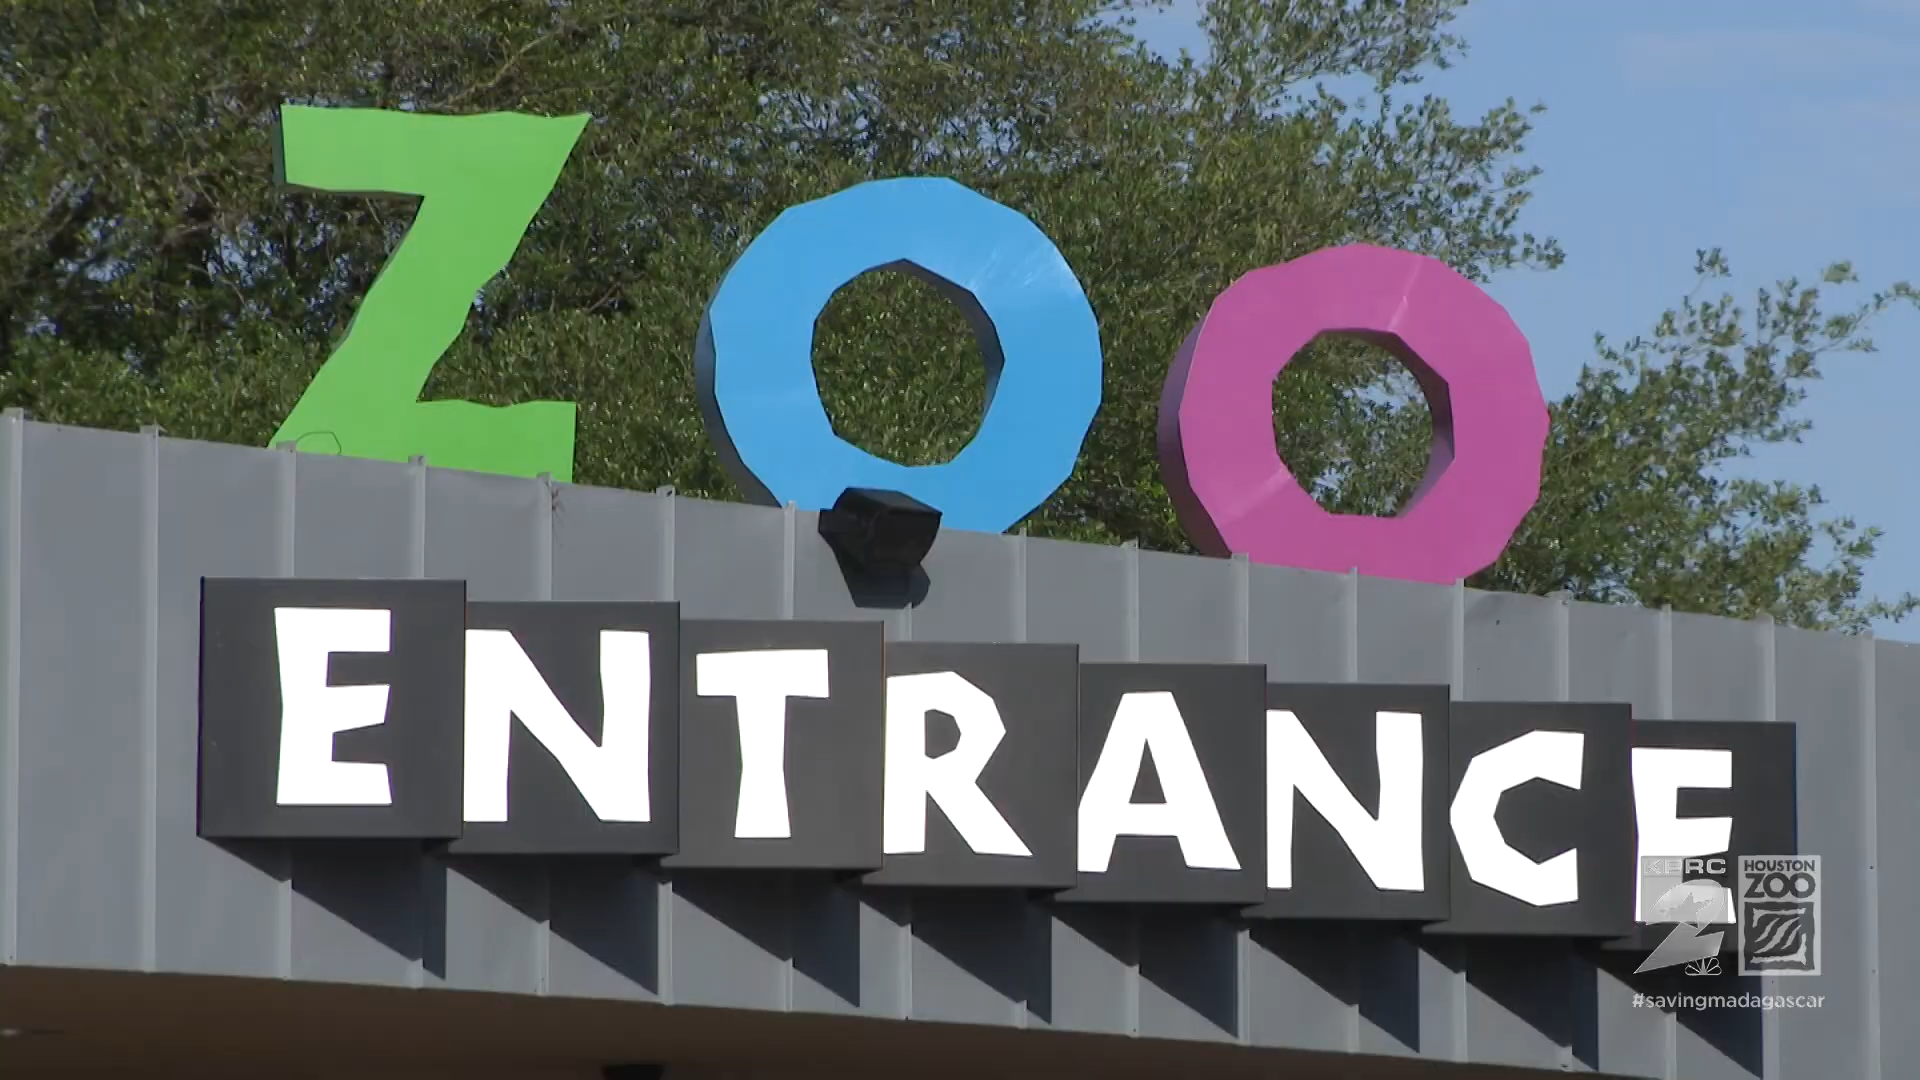 ZOO
ENTRANCE
KPRC
2
HOUSTON
ZOO
#savingmadagascar